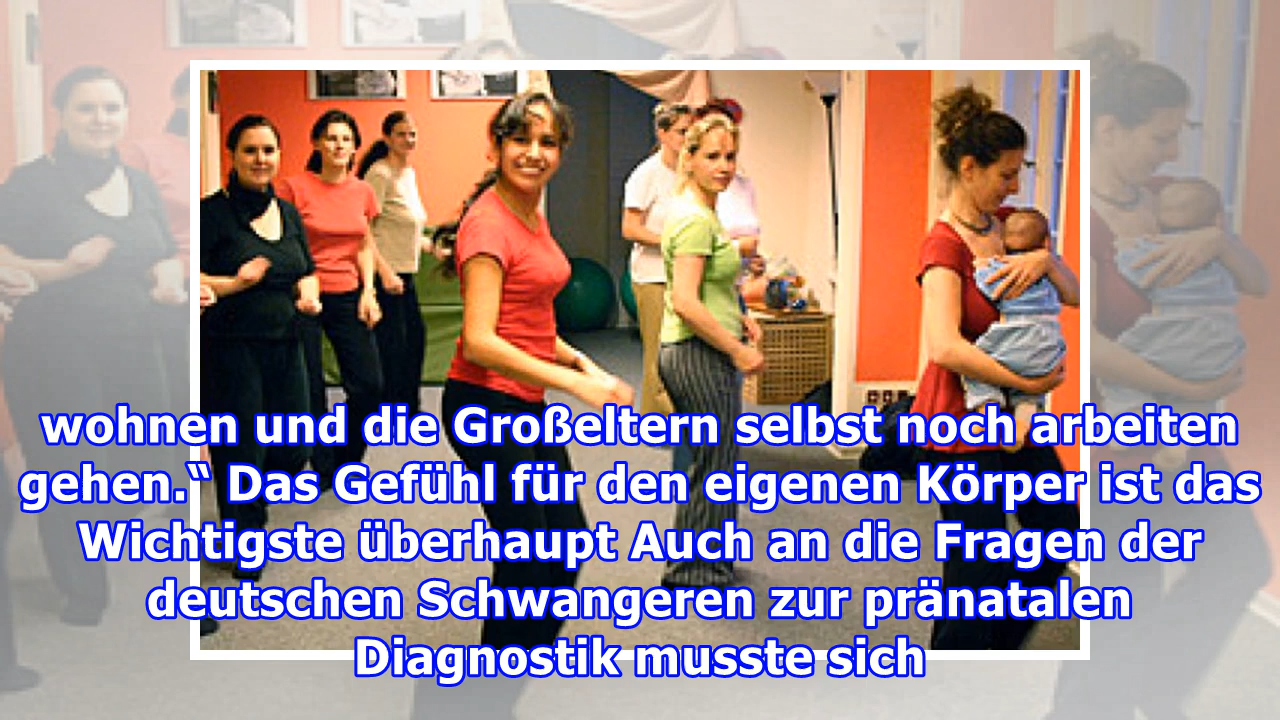 wohnen und die Großeltern selbst noch arbeiten
gehen.“ Das Gefühl für den eigenen Körper ist das
Wichtigste überhaupt Auch an die Fragen der
deutschen Schwangeren zur pränatalen
Diagnostik musste sich